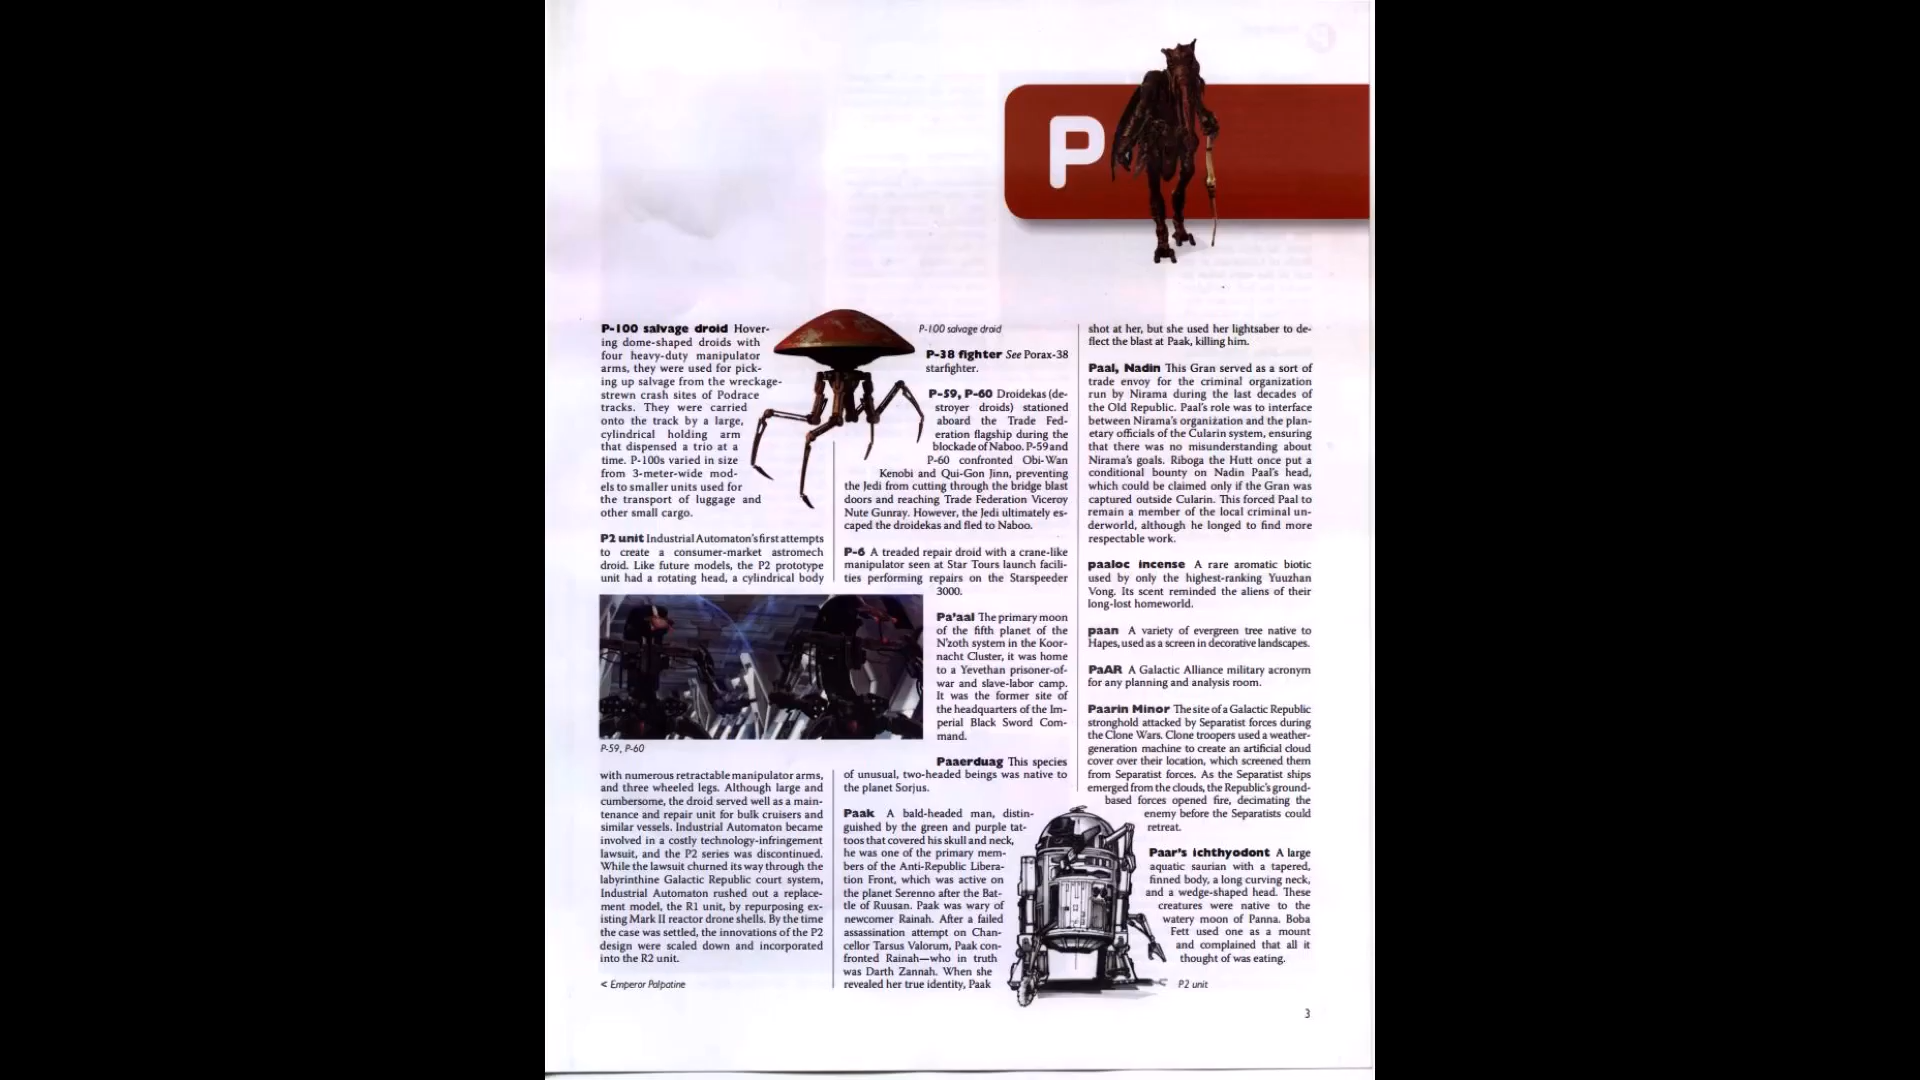 P
P-100 salvage droid Hover-
ing dome-shaped droids with
four heavy-duty manipulator
arms, they were used for pick-
ing up salvage from the wreckage-
strewn crash sites of Podrace
tracks. They were carried
onto the track by a large,
cylindrical holding arm
that dispensed a trio at a
time. P-100s varied in size
from 3-meter-wide mod-
els to smaller units used for
the transport of luggage and
other small cargo.
P2 unit Industrial Automaton's first attempts
to create a consumer-market astromech
droid. Like future models, the P2 prototype
unit had a rotating head, a cylindrical body
P-59, P-60
with numerous retractable manipulator arms,
and three wheeled legs. Although large and
cumbersome, the droid served well as a main-
tenance and repair unit for bulk cruisers and
similar vessels. Industrial Automaton became
involved in a costly technology-infringement
lawsuit, and the P2 series was discontinued.
While the lawsuit churned its way through the
labyrinthine Galactic Republic court system,
Industrial Automaton rushed out a replace-
ment model, the R1 unit, by repurposing ex-
isting Mark II reactor drone shells. By the time
the case was settled, the innovations of the P2
design were scaled down and incorporated
into the R2 unit.
< Emperor Palpatine
P-100 salvage droid
P-38 fighter See Porax-38
starfighter.
P-59, P-60 Droidekas (de-
stroyer droids) stationed
aboard the Trade Fed-
eration flagship during the
blockade of Naboo. P-59 and
P-60 confronted Obi-Wan
Kenobi and Qui-Gon Jinn, preventing
the Jedi from cutting through the bridge blast
doors and reaching Trade Federation Viceroy
Nute Gunray. However, the Jedi ultimately es-
caped the droidekas and fled to Naboo.
P-6 A treaded repair droid with a crane-like
manipulator seen at Star Tours launch facili-
ties performing repairs on the Starspeeder
3000.
Pa'aal The primary moon
of the fifth planet of the
N'zoth system in the Koor-
nacht Cluster, it was home
to a Yevethan prisoner-of-
war and slave-labor camp.
It was the former site of
the headquarters of the Im-
perial Black Sword Com-
mand.
Paaerduag This species
of unusual, two-headed beings was native to
the planet Sorjus.
Paak A bald-headed man, distin-
guished by the green and purple tat-
toos that covered his skull and neck,
he was one of the primary mem-
bers of the Anti-Republic Libera-
tion Front, which was active on
the planet Serenno after the Bat-
tle of Ruusan. Paak was wary of
newcomer Rainah. After a failed
assassination attempt on Chan-
cellor Tarsus Valorum, Paak con-
fronted Rainah—who in truth
was Darth Zannah. When she
revealed her true identity, Paak
shot at her, but she used her lightsaber to de-
flect the blast at Paak, killing him.
Paal, Nadin This Gran served as a sort of
trade envoy for the criminal organization
run by Nirama during the last decades of
the Old Republic. Paal's role was to interface
between Nirama's organization and the plan-
etary officials of the Cularin system, ensuring
that there was no misunderstanding about
Nirama's goals. Riboga the Hutt once put a
conditional bounty on Nadin Paal's head,
which could be claimed only if the Gran was
captured outside Cularin. This forced Paal to
remain a member of the local criminal un-
derworld, although he longed to find more
respectable work.
paaloc incense A rare aromatic biotic
used by only the highest-ranking Yuuzhan
Vong. Its scent reminded the aliens of their
long-lost homeworld.
paan A variety of evergreen tree native to
Hapes, used as a screen in decorative landscapes.
PaAR A Galactic Alliance military acronym
for any planning and analysis room.
Paarin Minor The site of a Galactic Republic
stronghold attacked by Separatist forces during
the Clone Wars. Clone troopers used a weather-
generation machine to create an artificial cloud
cover over their location, which screened them
from Separatist forces. As the Separatist ships
emerged from the clouds, the Republic's ground-
based forces opened fire, decimating the
enemy before the Separatists could
retreat.
Paar's ichthyodont A large
aquatic saurian with a tapered,
finned body, a long curving neck,
and a wedge-shaped head. These
creatures were native to the
watery moon of Panna. Boba
Fett used one as a mount
and complained that all it
thought of was eating.
P2 unit
3